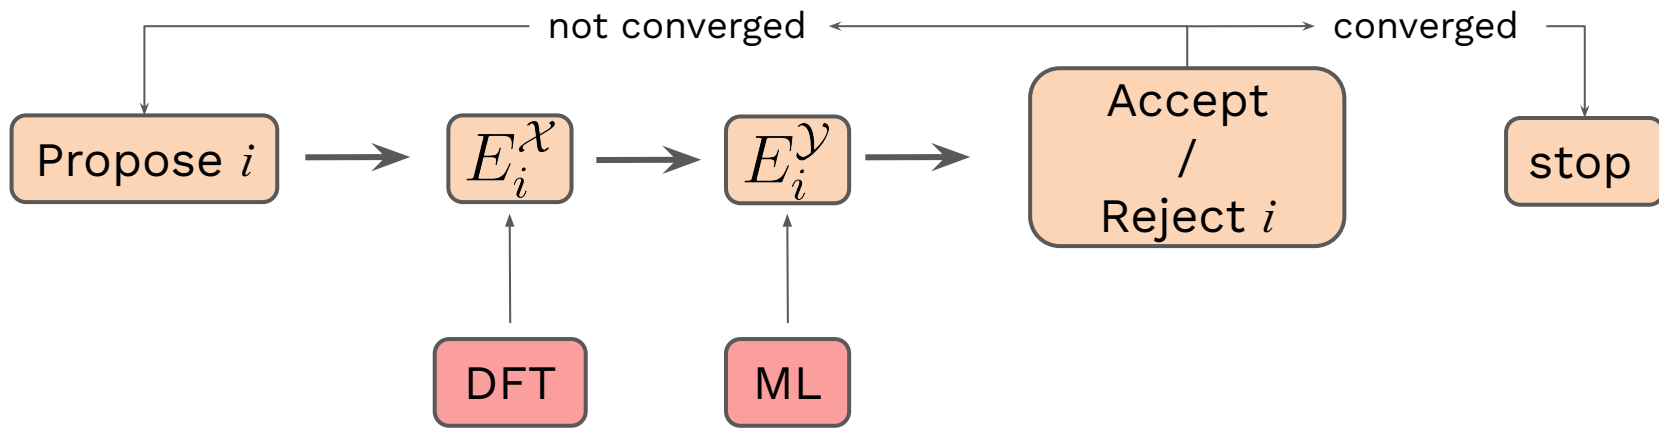 not converged
converged
Propose i
E_i^𝒳
E_i^𝒴
Accept
/
Reject i
stop
DFT
ML